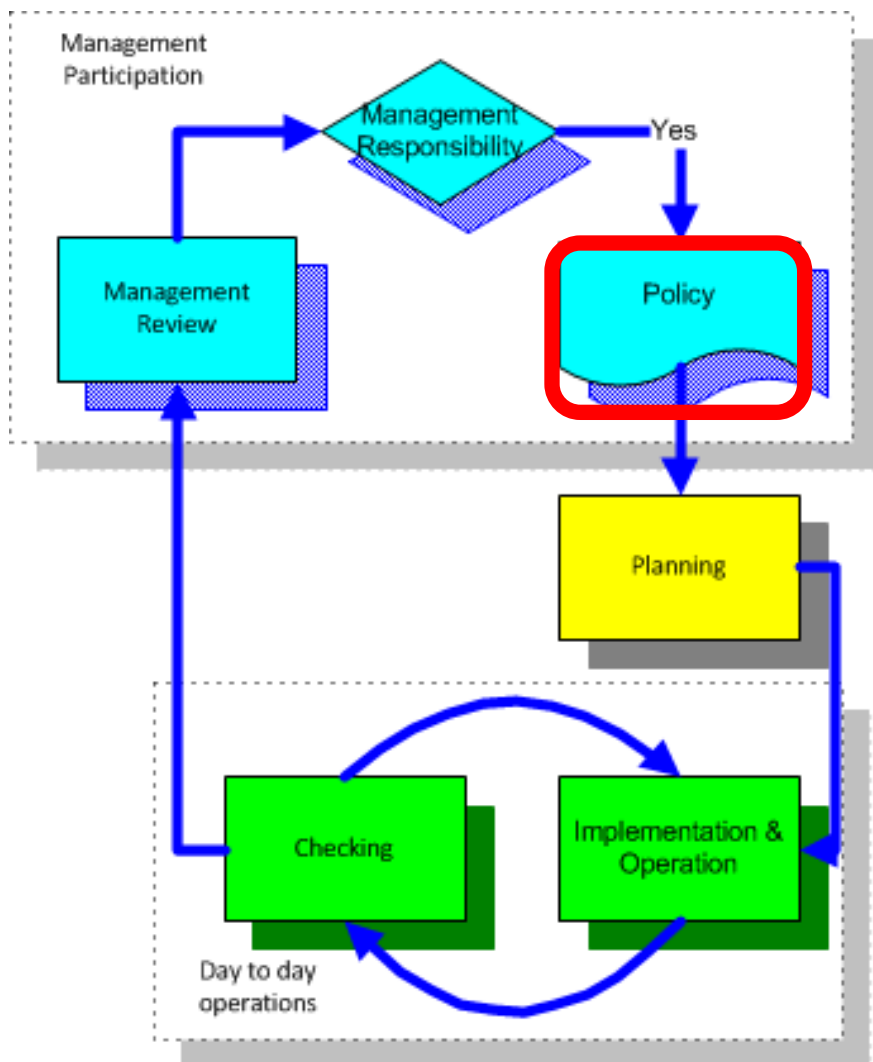 Management
Participation
Management
Responsibility
Yes
Management
Review
Policy
Planning
Checking
Implementation &
Operation
Day to day
operations